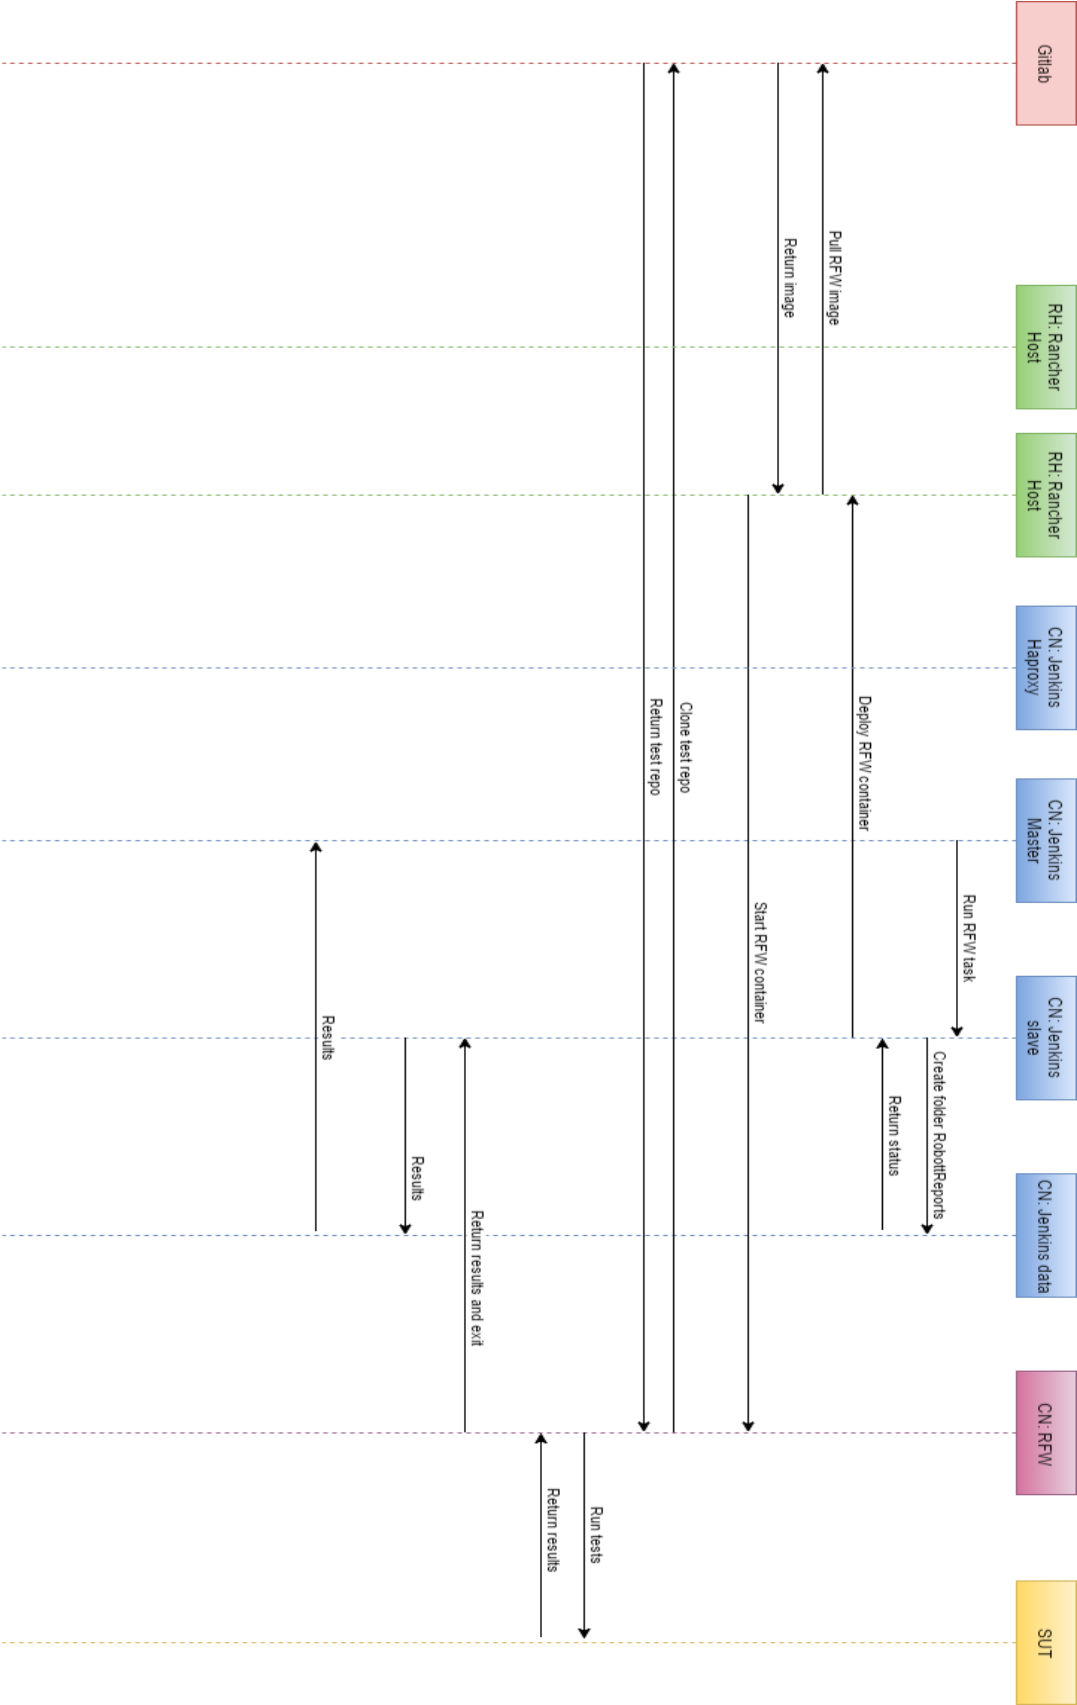 Gitlab
RH: Rancher
Host
RH: Rancher
Host
CN: Jenkins
Haproxy
CN: Jenkins
Master
CN: Jenkins
slave
CN: Jenkins data
CN: RFW
SUT
Run RFW task
Create folder RobottReports
Return status
Deploy RFW container
Pull RFW image
Return image
Start RFW container
Clone test repo
Return test repo
Run tests
Return results
Return results and exit
Results
Results